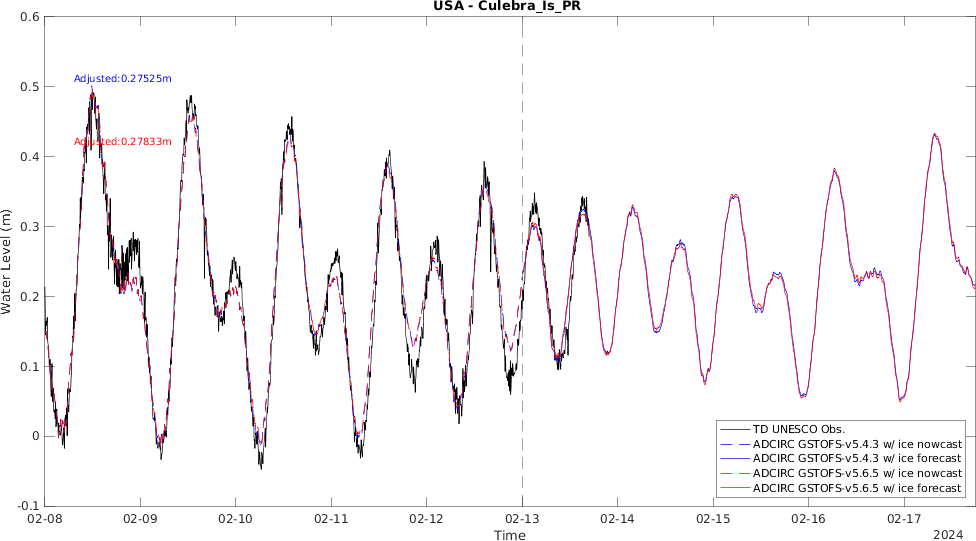 USA - Culebra_Is_PR
0.6
0.5
0.4
0.3
0.2
0.1
0
-0.1
Water Level (m)
Adjusted:0.27525m
Adjusted:0.27833m
TD UNESCO Obs.
ADCIRC GSTOFS-v5.4.3 w/ ice nowcast
ADCIRC GSTOFS-v5.4.3 w/ ice forecast
ADCIRC GSTOFS-v5.6.5 w/ ice nowcast
ADCIRC GSTOFS-v5.6.5 w/ ice forecast
02-08 02-09 02-10 02-11 02-12 02-13 02-14 02-15 02-16 02-17
Time
2024